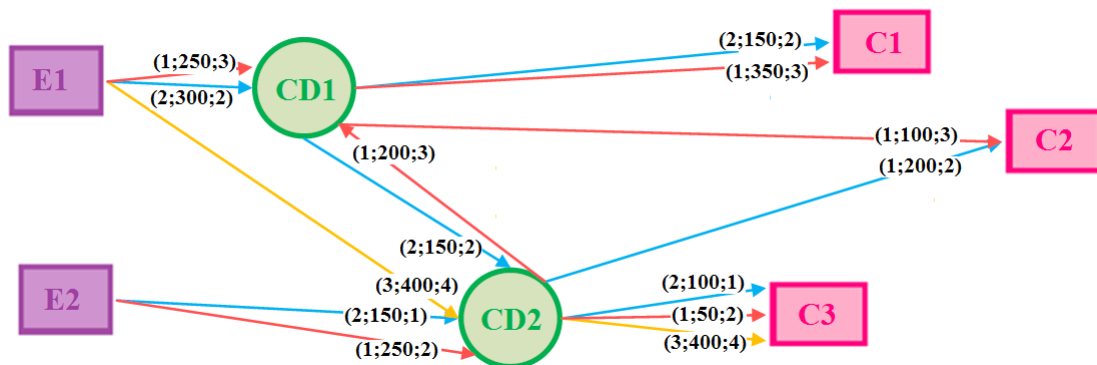 E1
(1;250;3)
(2;300;2)
CD1
(2;150;2)
(1;350;3)
C1
(1;100;3)
(1;200;2)
C2
(1;200;3)
(2;150;2)
(3;400;4)
E2
(2;150;1)
(1;250;2)
CD2
(2;100;1)
(1;50;2)
(3;400;4)
C3